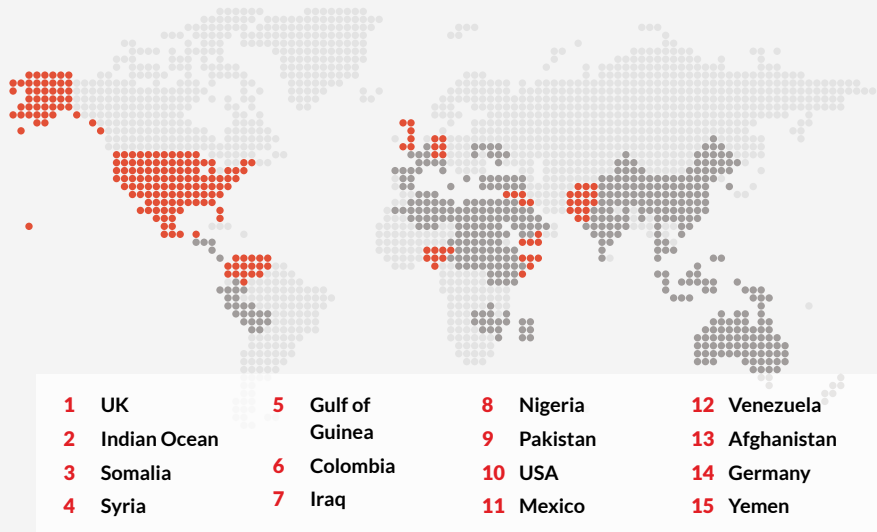 1 UK
2 Indian Ocean
3 Somalia
4 Syria
5 Gulf of
Guinea
6 Colombia
7 Iraq
8 Nigeria
9 Pakistan
10 USA
11 Mexico
12 Venezuela
13 Afghanistan
14 Germany
15 Yemen